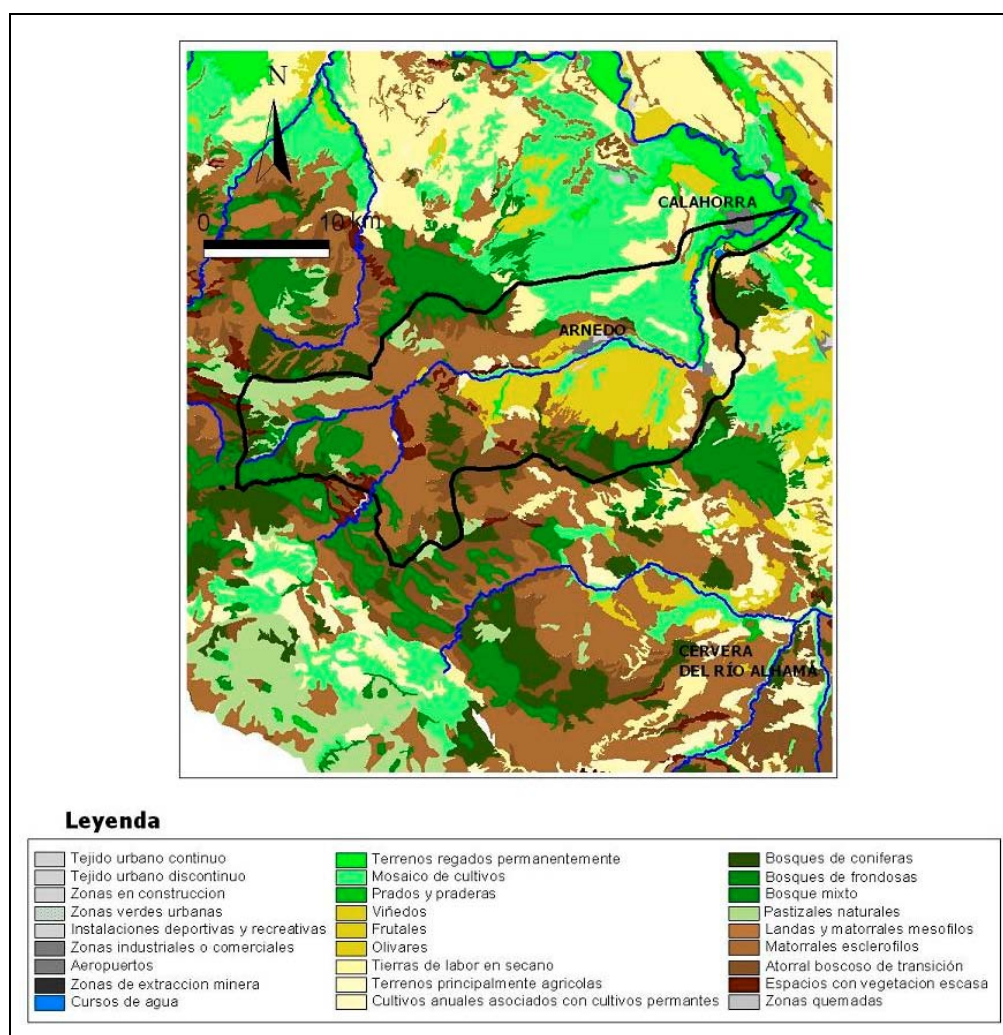 N
0 10 km
CALAHORRA
ARNEDO
CERVERA
DEL RÍO ALHAMA
Leyenda
Tejido urbano continuo
Tejido urbano discontinuo
Zonas en construccion
Zonas verdes urbanas
Instalaciones deportivas y recreativas
Zonas industriales o comerciales
Aeropuertos
Zonas de extraccion minera
Cursos de agua
Terrenos regados permanentemente
Mosaico de cultivos
Prados y praderas
Viñedos
Frutales
Olivares
Tierras de labor en secano
Terrenos principalmente agricolas
Cultivos anuales asociados con cultivos permantes
Bosques de coniferas
Bosques de frondosas
Bosque mixto
Pastizales naturales
Landas y matorrales mesofilos
Matorrales esclerofilos
Atorral boscoso de transición
Espacios con vegetacion escasa
Zonas quemadas